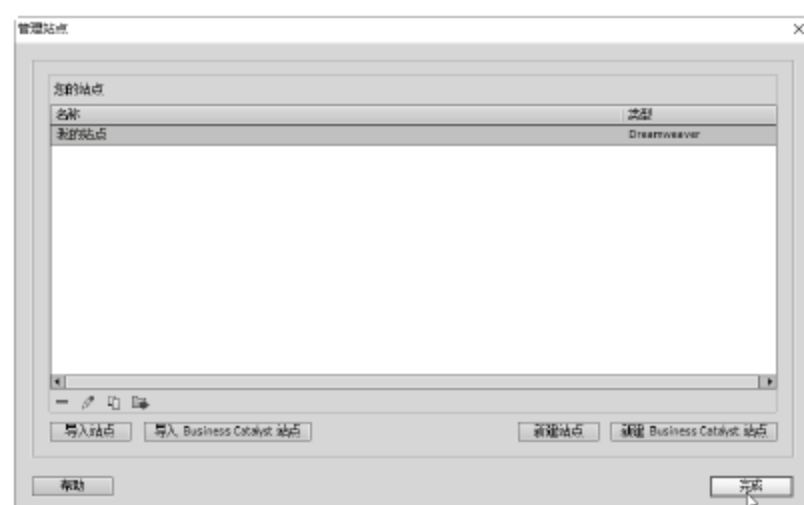 管理站点
您的站点
名称 类型
我的站点 Dreamweaver
导入站点 导入 Business Catalyst 站点 新建站点 新建 Business Catalyst 站点
帮助 完成